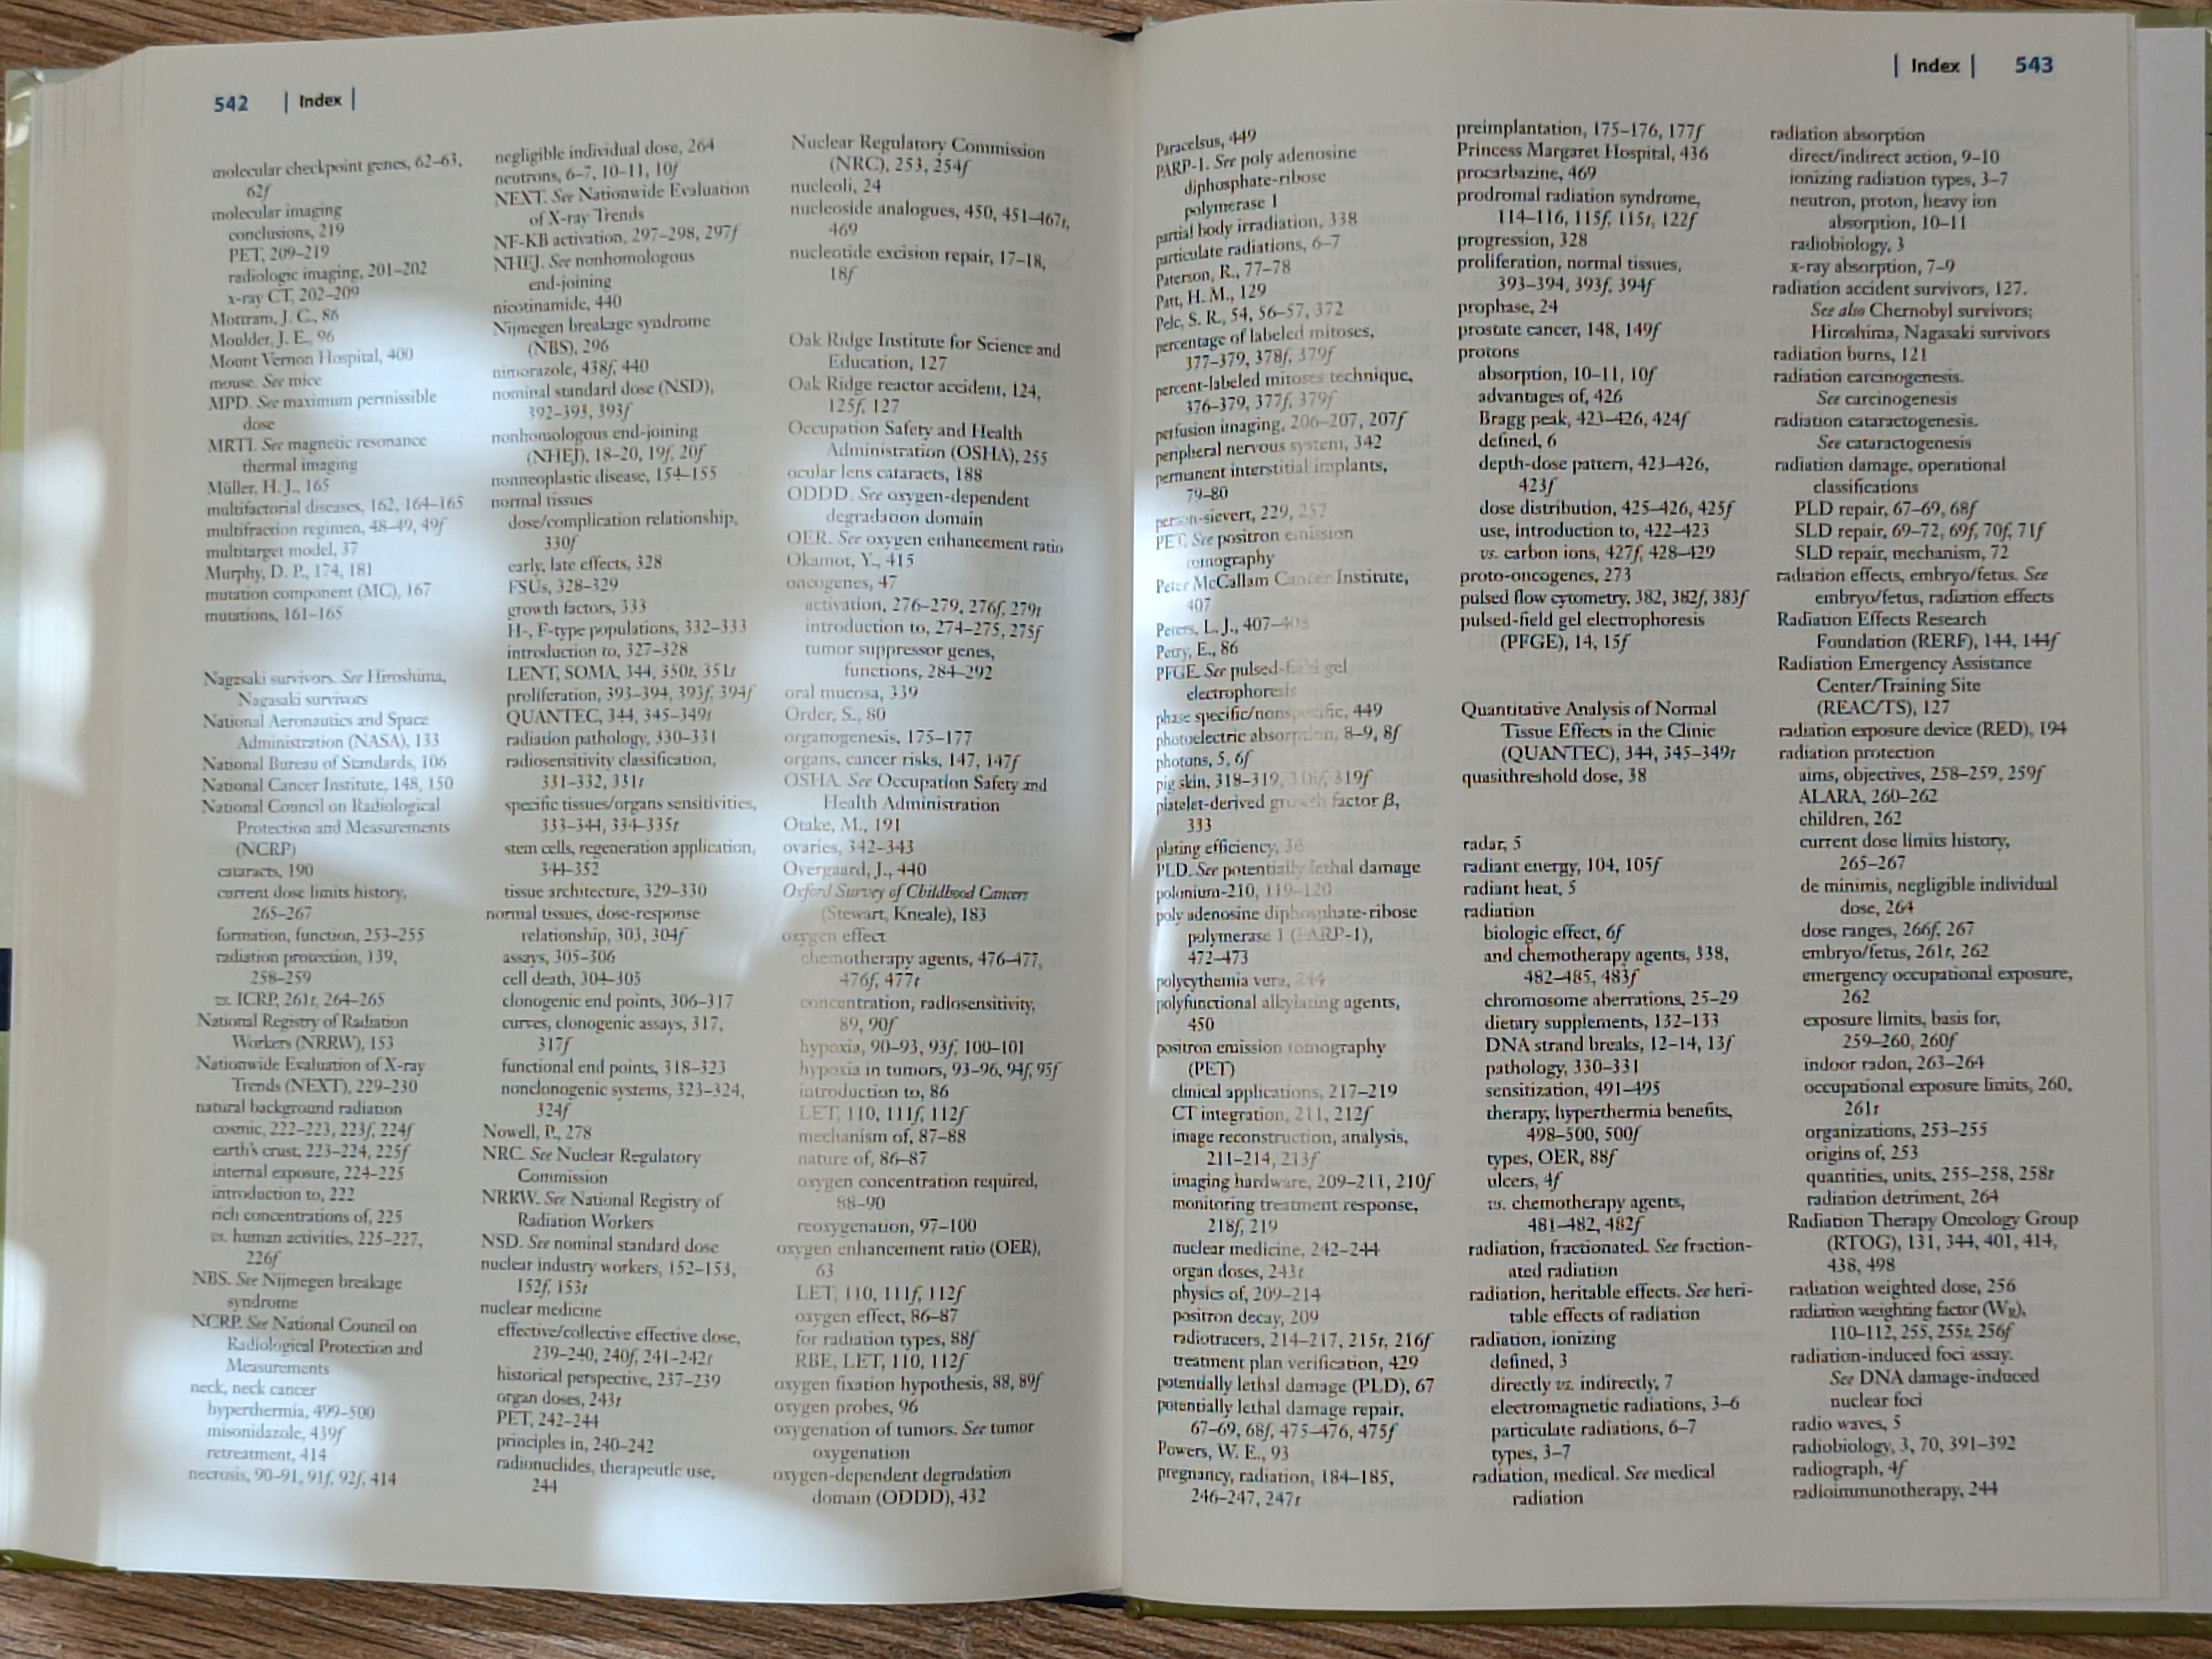 542 | Index |
molecular checkpoint genes, 62–63,
62f
molecular imaging
conclusions, 219
PET, 209–219
radiologic imaging, 201–202
x-ray CT, 202–209
Mottram, J. C., 86
Moulder, J. E., 96
Mount Vernon Hospital, 400
mouse. See mice
MPD. See maximum permissible
dose
MRTI. See magnetic resonance
thermal imaging
Müller, H. J., 165
multifactorial diseases, 162, 164–165
multifraction regimen, 48–49, 49f
multitarget model, 37
Murphy, D. P., 174, 181
mutation component (MC), 167
mutations, 161–165
Nagasaki survivors. See Hiroshima,
Nagasaki survivors
National Aeronautics and Space
Administration (NASA), 133
National Bureau of Standards, 106
National Cancer Institute, 148, 150
National Council on Radiological
Protection and Measurements
(NCRP)
cataracts, 190
current dose limits history,
265–267
formation, function, 253–255
radiation protection, 139,
258–259
vs. ICRP, 261t, 264–265
National Registry of Radiation
Workers (NRRW), 153
Nationwide Evaluation of X-ray
Trends (NEXT), 229–230
natural background radiation
cosmic, 222–223, 223f, 224f
earth's crust, 223–224, 225f
internal exposure, 224–225
introduction to, 222
rich concentrations of, 225
vs. human activities, 225–227,
226f
NBS. See Nijmegen breakage
syndrome
NCRP. See National Council on
Radiological Protection and
Measurements
neck, neck cancer
hyperthermia, 499–500
misonidazole, 439f
retreatment, 414
necrosis, 90–91, 91f, 92f, 414
negligible individual dose, 264
neutrons, 6–7, 10–11, 10f
NEXT. See Nationwide Evaluation
of X-ray Trends
NF-KB activation, 297–298, 297f
NHEJ. See nonhomologous
end-joining
nicotinamide, 440
Nijmegen breakage syndrome
(NBS), 296
nimorazole, 438f, 440
nominal standard dose (NSD),
392–393, 393f
nonhomologous end-joining
(NHEJ), 18–20, 19f, 20f
nonneoplastic disease, 154–155
normal tissues
dose/complication relationship,
330f
early, late effects, 328
FSUs, 328–329
growth factors, 333
H-, F-type populations, 332–333
introduction to, 327–328
LENT, SOMA, 344, 350t, 351t
proliferation, 393–394, 393f, 394f
QUANTEC, 344, 345–349t
radiation pathology, 330–331
radiosensitivity classification,
331–332, 331t
specific tissues/organs sensitivities,
333–344, 334–335t
stem cells, regeneration application,
344–352
tissue architecture, 329–330
normal tissues, dose-response
relationship, 303, 304f
assays, 305–306
cell death, 304–305
clonogenic end points, 306–317
curves, clonogenic assays, 317,
317f
functional end points, 318–323
nonclonogenic systems, 323–324,
324f
Nowell, P., 278
NRC. See Nuclear Regulatory
Commission
NRRW. See National Registry of
Radiation Workers
NSD. See nominal standard dose
nuclear industry workers, 152–153,
152f, 153t
nuclear medicine
effective/collective effective dose,
239–240, 240f, 241–242t
historical perspective, 237–239
organ doses, 243t
PET, 242–244
principles in, 240–242
radionuclides, therapeutic use,
244
Nuclear Regulatory Commission
(NRC), 253, 254f
nucleoli, 24
nucleoside analogues, 450, 451–467t,
469
nucleotide excision repair, 17–18,
18f
Oak Ridge Institute for Science and
Education, 127
Oak Ridge reactor accident, 124,
125f, 127
Occupation Safety and Health
Administration (OSHA), 255
ocular lens cataracts, 188
ODDD. See oxygen-dependent
degradation domain
OER. See oxygen enhancement ratio
Okamot, Y., 415
oncogenes, 47
activation, 276–279, 276f, 279t
introduction to, 274–275, 275f
tumor suppressor genes,
functions, 284–292
oral mucosa, 339
Order, S., 80
organogenesis, 175–177
organs, cancer risks, 147, 147f
OSHA. See Occupation Safety and
Health Administration
Otake, M., 191
ovaries, 342–343
Overgaard, J., 440
Oxford Survey of Childhood Cancers
(Stewart, Kneale), 183
oxygen effect
chemotherapy agents, 476–477,
476f, 477t
concentration, radiosensitivity,
89, 90f
hypoxia, 90–93, 93f, 100–101
hypoxia in tumors, 93–96, 94f, 95f
introduction to, 86
LET, 110, 111f, 112f
mechanism of, 87–88
nature of, 86–87
oxygen concentration required,
88–90
reoxygenation, 97–100
oxygen enhancement ratio (OER),
63
LET, 110, 111f, 112f
oxygen effect, 86–87
for radiation types, 88f
RBE, LET, 110, 112f
oxygen fixation hypothesis, 88, 89f
oxygen probes, 96
oxygenation of tumors. See tumor
oxygenation
oxygen-dependent degradation
domain (ODDD), 432
| Index | 543
Paracelsus, 449
PARP-1. See poly adenosine
diphosphate-ribose
polymerase 1
partial body irradiation, 338
particulate radiations, 6–7
Paterson, R., 77–78
Patt, H. M., 129
Pelc, S. R., 54, 56–57, 372
percentage of labeled mitoses,
377–379, 378f, 379f
percent-labeled mitoses technique,
376–379, 377f, 379f
perfusion imaging, 206–207, 207f
peripheral nervous system, 342
permanent interstitial implants,
79–80
person-sievert, 229, 257
PET. See positron emission
tomography
Peter McCallam Cancer Institute,
407
Peters, L. J., 407–408
Petry, E., 86
PFGE. See pulsed-field gel
electrophoresis
phase specific/nonspecific, 449
photoelectric absorption, 8–9, 8f
photons, 5, 6f
pig skin, 318–319, 318f, 319f
platelet-derived growth factor β,
333
plating efficiency, 36
PLD. See potentially lethal damage
polonium-210, 119–120
poly adenosine diphosphate-ribose
polymerase 1 (PARP-1),
472–473
polycythemia vera, 244
polyfunctional alkylating agents,
450
positron emission tomography
(PET)
clinical applications, 217–219
CT integration, 211, 212f
image reconstruction, analysis,
211–214, 213f
imaging hardware, 209–211, 210f
monitoring treatment response,
218f, 219
nuclear medicine, 242–244
organ doses, 243t
physics of, 209–214
positron decay, 209
radiotracers, 214–217, 215t, 216f
treatment plan verification, 429
potentially lethal damage (PLD), 67
potentially lethal damage repair,
67–69, 68f, 475–476, 475f
Powers, W. E., 93
pregnancy, radiation, 184–185,
246–247, 247t
preimplantation, 175–176, 177f
Princess Margaret Hospital, 436
procarbazine, 469
prodromal radiation syndrome,
114–116, 115f, 115t, 122f
progression, 328
proliferation, normal tissues,
393–394, 393f, 394f
prophase, 24
prostate cancer, 148, 149f
protons
absorption, 10–11, 10f
advantages of, 426
Bragg peak, 423–426, 424f
defined, 6
depth-dose pattern, 423–426,
423f
dose distribution, 425–426, 425f
use, introduction to, 422–423
vs. carbon ions, 427f, 428–429
proto-oncogenes, 273
pulsed flow cytometry, 382, 382f, 383f
pulsed-field gel electrophoresis
(PFGE), 14, 15f
Quantitative Analysis of Normal
Tissue Effects in the Clinic
(QUANTEC), 344, 345–349t
quasithreshold dose, 38
radar, 5
radiant energy, 104, 105f
radiant heat, 5
radiation
biologic effect, 6f
and chemotherapy agents, 338,
482–485, 483f
chromosome aberrations, 25–29
dietary supplements, 132–133
DNA strand breaks, 12–14, 13f
pathology, 330–331
sensitization, 491–495
therapy, hyperthermia benefits,
498–500, 500f
types, OER, 88f
ulcers, 4f
vs. chemotherapy agents,
481–482, 482f
radiation, fractionated. See fraction-
ated radiation
radiation, heritable effects. See heri-
table effects of radiation
radiation, ionizing
defined, 3
directly vs. indirectly, 7
electromagnetic radiations, 3–6
particulate radiations, 6–7
types, 3–7
radiation, medical. See medical
radiation
radiation absorption
direct/indirect action, 9–10
ionizing radiation types, 3–7
neutron, proton, heavy ion
absorption, 10–11
radiobiology, 3
x-ray absorption, 7–9
radiation accident survivors, 127.
See also Chernobyl survivors;
Hiroshima, Nagasaki survivors
radiation burns, 121
radiation carcinogenesis.
See carcinogenesis
radiation cataractogenesis.
See cataractogenesis
radiation damage, operational
classifications
PLD repair, 67–69, 68f
SLD repair, 69–72, 69f, 70f, 71f
SLD repair, mechanism, 72
radiation effects, embryo/fetus. See
embryo/fetus, radiation effects
Radiation Effects Research
Foundation (RERF), 144, 144f
Radiation Emergency Assistance
Center/Training Site
(REAC/TS), 127
radiation exposure device (RED), 194
radiation protection
aims, objectives, 258–259, 259f
ALARA, 260–262
children, 262
current dose limits history,
265–267
de minimis, negligible individual
dose, 264
dose ranges, 266f, 267
embryo/fetus, 261t, 262
emergency occupational exposure,
262
exposure limits, basis for,
259–260, 260f
indoor radon, 263–264
occupational exposure limits, 260,
261t
organizations, 253–255
origins of, 253
quantities, units, 255–258, 258t
radiation detriment, 264
Radiation Therapy Oncology Group
(RTOG), 131, 344, 401, 414,
438, 498
radiation weighted dose, 256
radiation weighting factor (WR),
110–112, 255, 255t, 256f
radiation-induced foci assay.
See DNA damage-induced
nuclear foci
radio waves, 5
radiobiology, 3, 70, 391–392
radiograph, 4f
radioimmunotherapy, 244